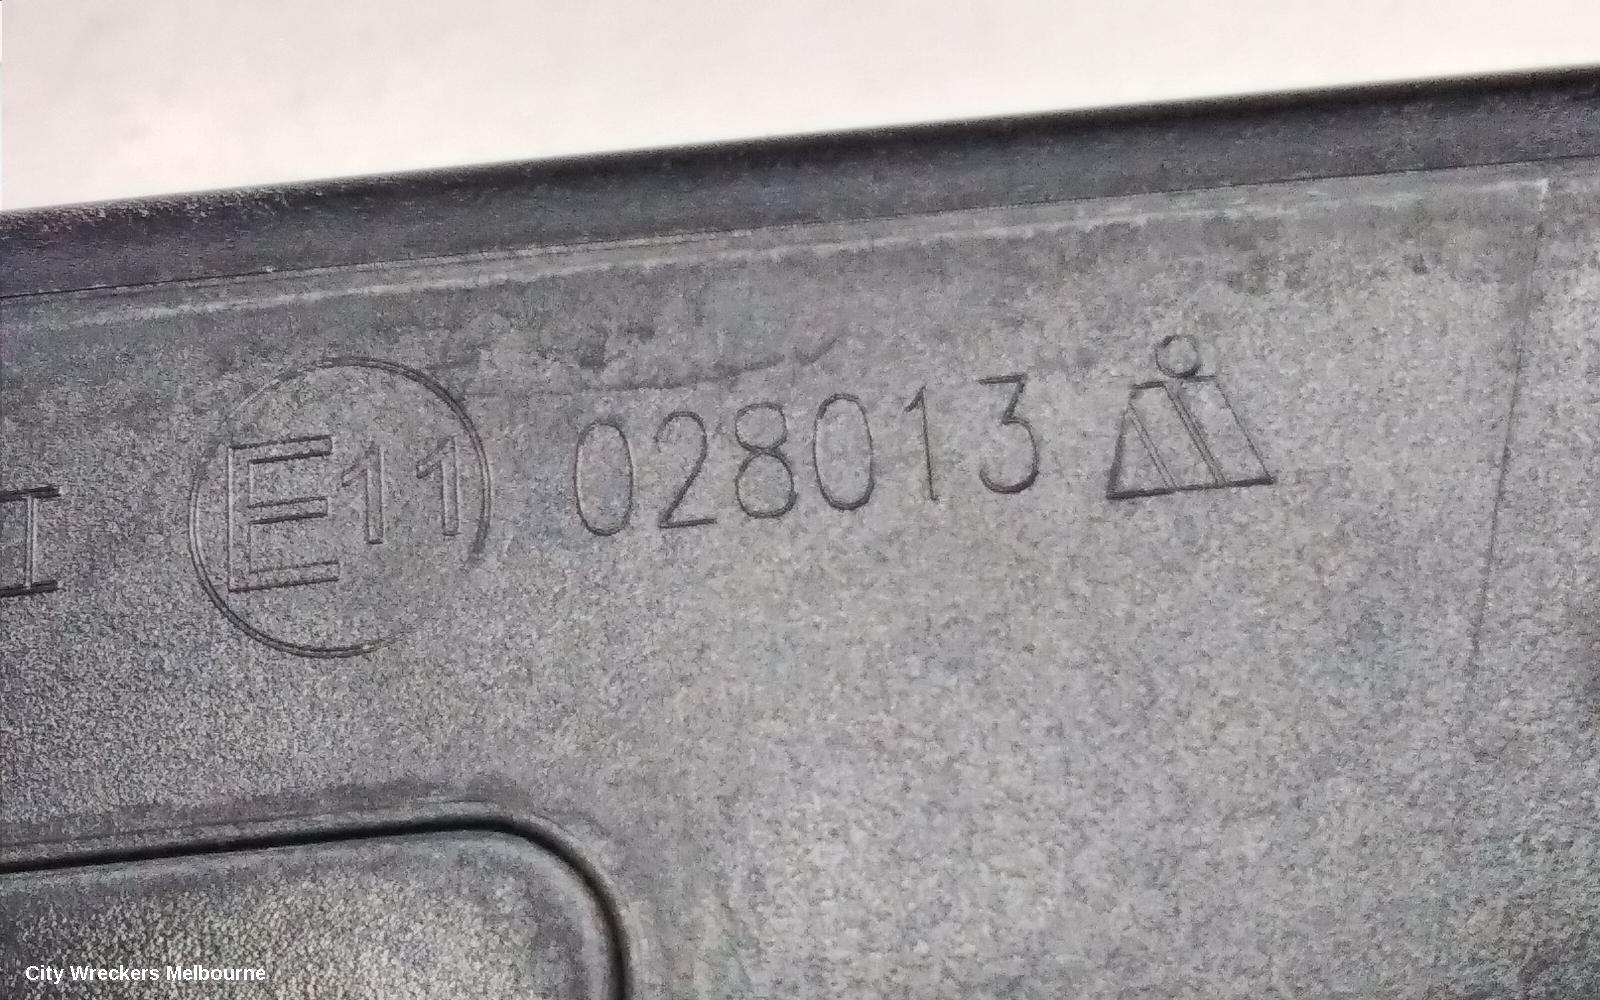 I E11 028013
City Wreckers Melbourne